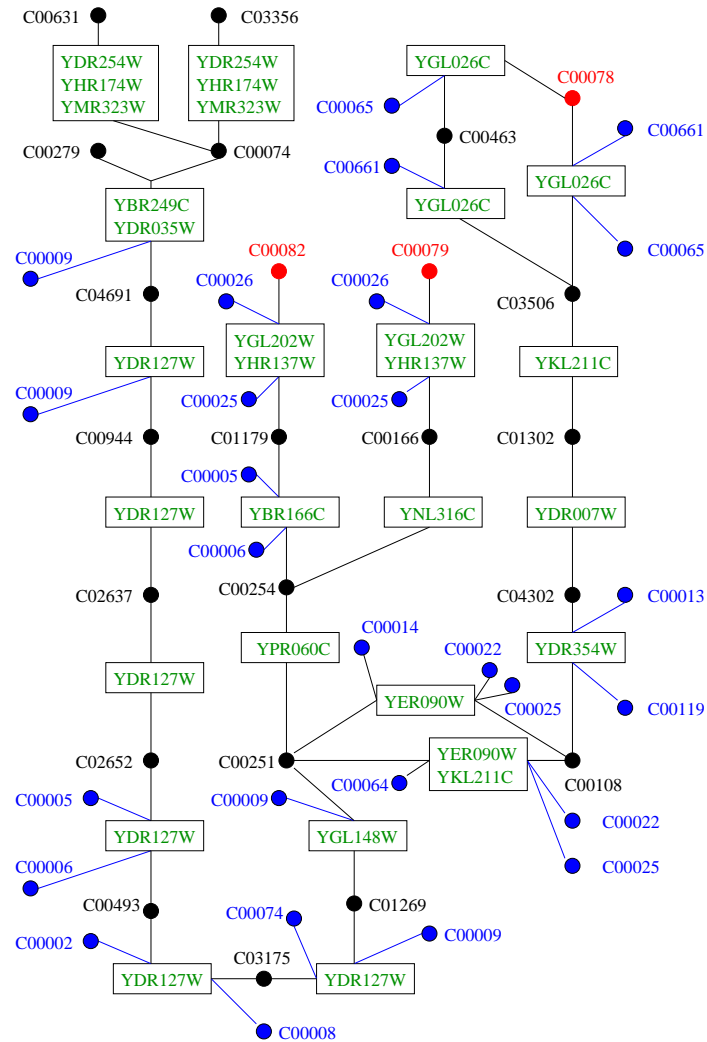 C00631
C03356
YDR254W
YHR174W
YMR323W
YDR254W
YHR174W
YMR323W
YGL026C
C00078
C00065
C00463
C00661
C00661
C00279
C00074
YGL026C
YGL026C
YBR249C
YDR035W
C00009
C00082
C00079
C00065
C04691
C00026
C00026
C03506
YDR127W
YGL202W
YHR137W
YGL202W
YHR137W
YKL211C
C00009
C00025
C00025
C00944
C01179
C00166
C01302
C00005
YDR127W
YBR166C
YNL316C
YDR007W
C00006
C02637
C00254
C04302
C00013
C00014
YDR127W
YPR060C
C00022
YDR354W
YER090W
C00025
C00119
C02652
C00251
YER090W
YKL211C
C00064
C00108
C00005
C00009
C00022
YDR127W
YGL148W
C00006
C00025
C00493
C01269
C00074
C00002
C00009
C03175
YDR127W
YDR127W
C00008